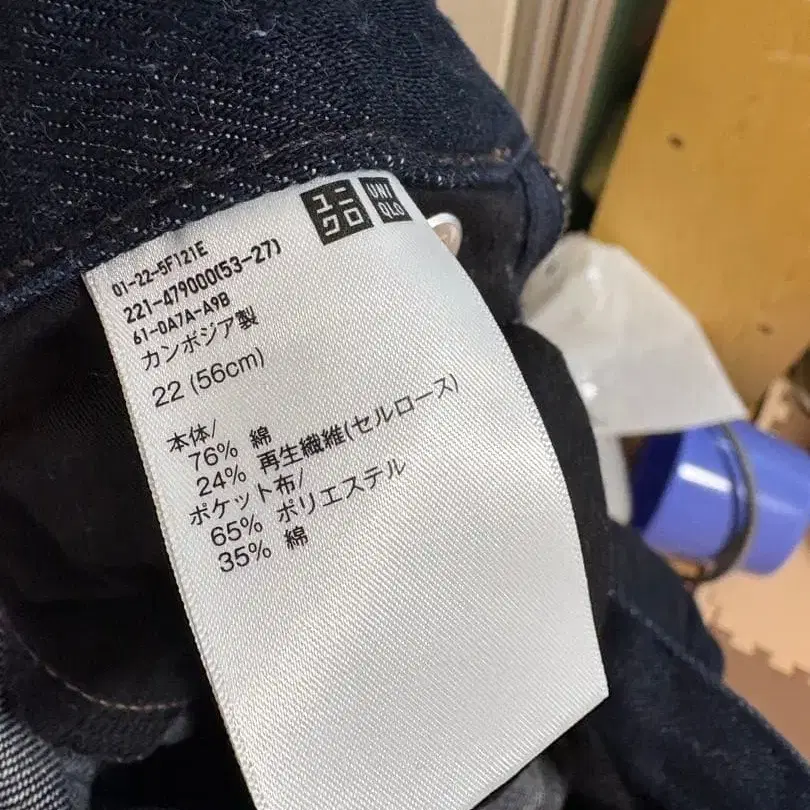 ユニ
クロ
UNI
QLO
01-22-5F121E
221-479000(53-27)
61-0A7A-A9B
カンボジア製
22 (56cm)
本体/
76% 綿
24% 再生繊維(セルロース)
ポケット布/
65% ポリエステル
35% 綿